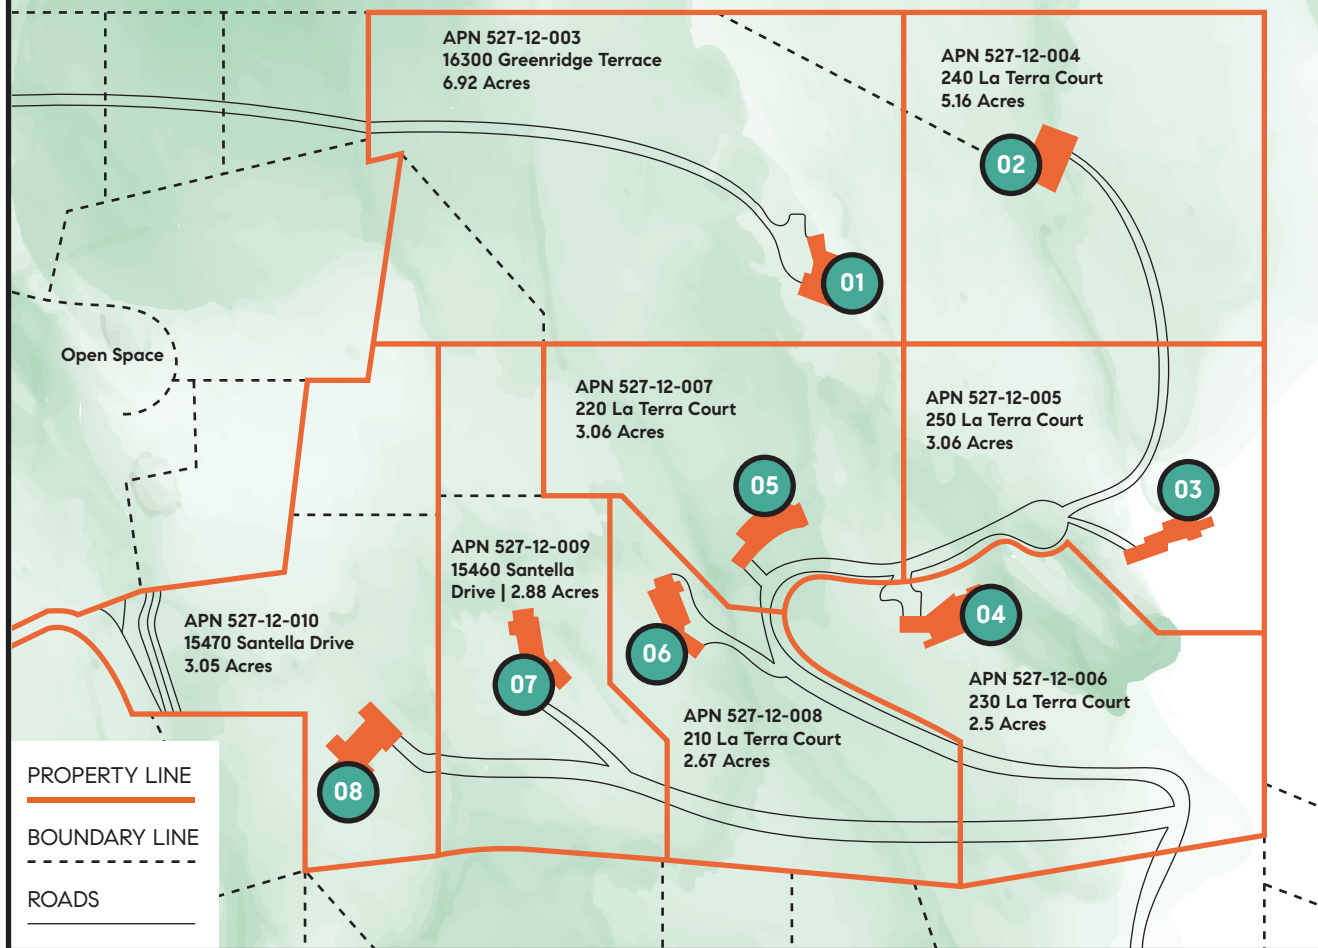 APN 527-12-003
16300 Greenridge Terrace
6.92 Acres
APN 527-12-004
240 La Terra Court
5.16 Acres
02
01
Open Space
APN 527-12-007
220 La Terra Court
3.06 Acres
APN 527-12-005
250 La Terra Court
3.06 Acres
05
03
APN 527-12-009
15460 Santella
Drive | 2.88 Acres
04
APN 527-12-010
15470 Santella Drive
3.05 Acres
06
07
APN 527-12-006
230 La Terra Court
2.5 Acres
APN 527-12-008
210 La Terra Court
2.67 Acres
08
PROPERTY LINE
BOUNDARY LINE
ROADS